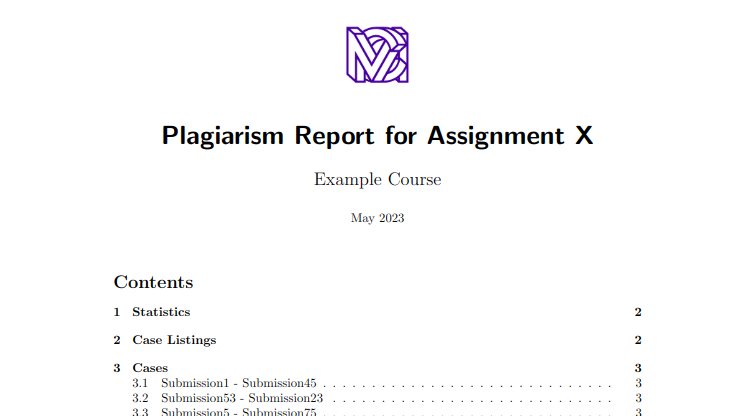 Plagiarism Report for Assignment X
Example Course
May 2023
Contents
1 Statistics 2
2 Case Listings 2
3 Cases 3
3.1 Submission1 - Submission45 . . . . . . . . . . . . . . . . . . . . . . . . . . . . . . 3
3.2 Submission53 - Submission23 . . . . . . . . . . . . . . . . . . . . . . . . . . . . . 3
3.3 Submission5 - Submission75 . . . . . . . . . . . . . . . . . . . . . . . . . . . . . . 3